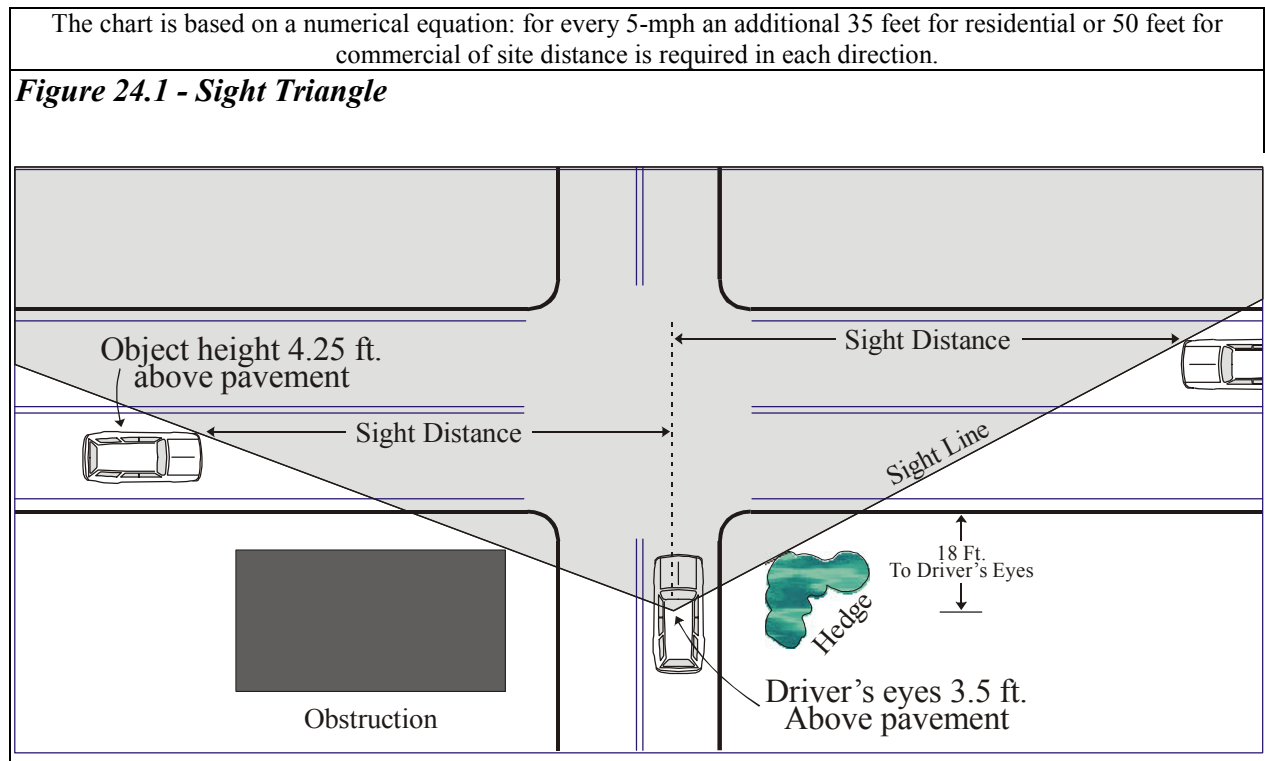 The chart is based on a numerical equation: for every 5-mph an additional 35 feet for residential or 50 feet for
commercial of site distance is required in each direction.
Figure 24.1 - Sight Triangle
Sight Distance
Object height 4.25 ft.
above pavement
Sight Distance
Sight Line
18 Ft.
To Driver’s Eyes
Hedge
Driver’s eyes 3.5 ft.
Above pavement
Obstruction